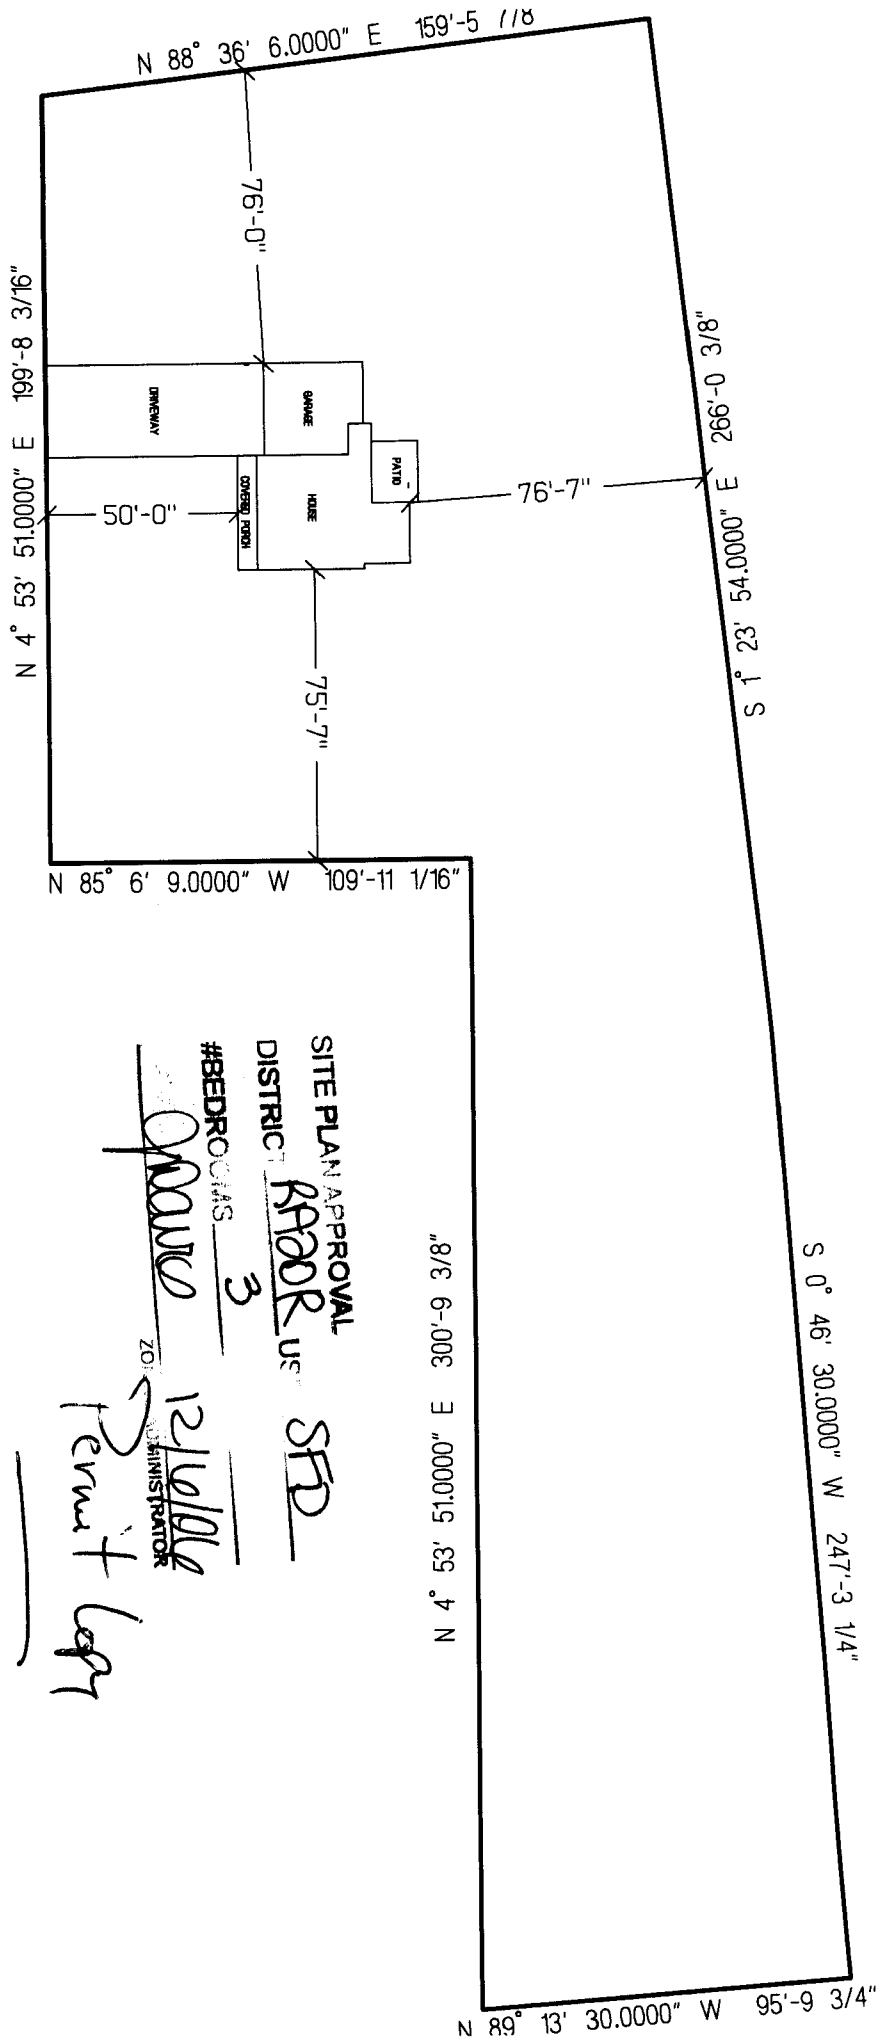 N 88° 36' 6.0000" E 159'-5 7/8
76'-0"
N 4° 53' 51.0000" E 199'-8 3/16"
DRIVEWAY
GARAGE
PATIO
HOUSE
COVERED PORCH
50'-0"
76'-7"
75'-7"
S 1° 23' 54.0000" E 266'-0 3/8"
N 85° 6' 9.0000" W 109'-11 1/16"
SITE PLAN APPROVAL
DISTRICT RA20R US SFD
#BEDROOMS 3
12/6/06
ADMINISTRATOR
Permit Copy
N 4° 53' 51.0000" E 300'-9 3/8"
S 0° 46' 30.0000" W 247'-3 1/4"
N 89° 13' 30.0000" W 95'-9 3/4"